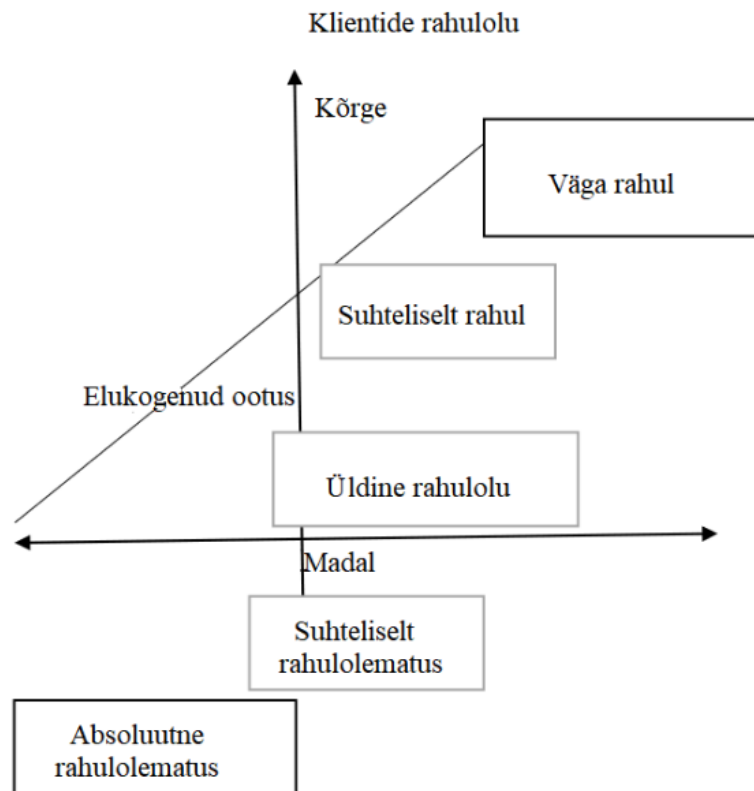 Klientide rahulolu
Kõrge
Väga rahul
Suhteliselt rahul
Elukogenud ootus
Üldine rahulolu
Madal
Suhteliselt
rahulolematus
Absoluutne
rahulolematus